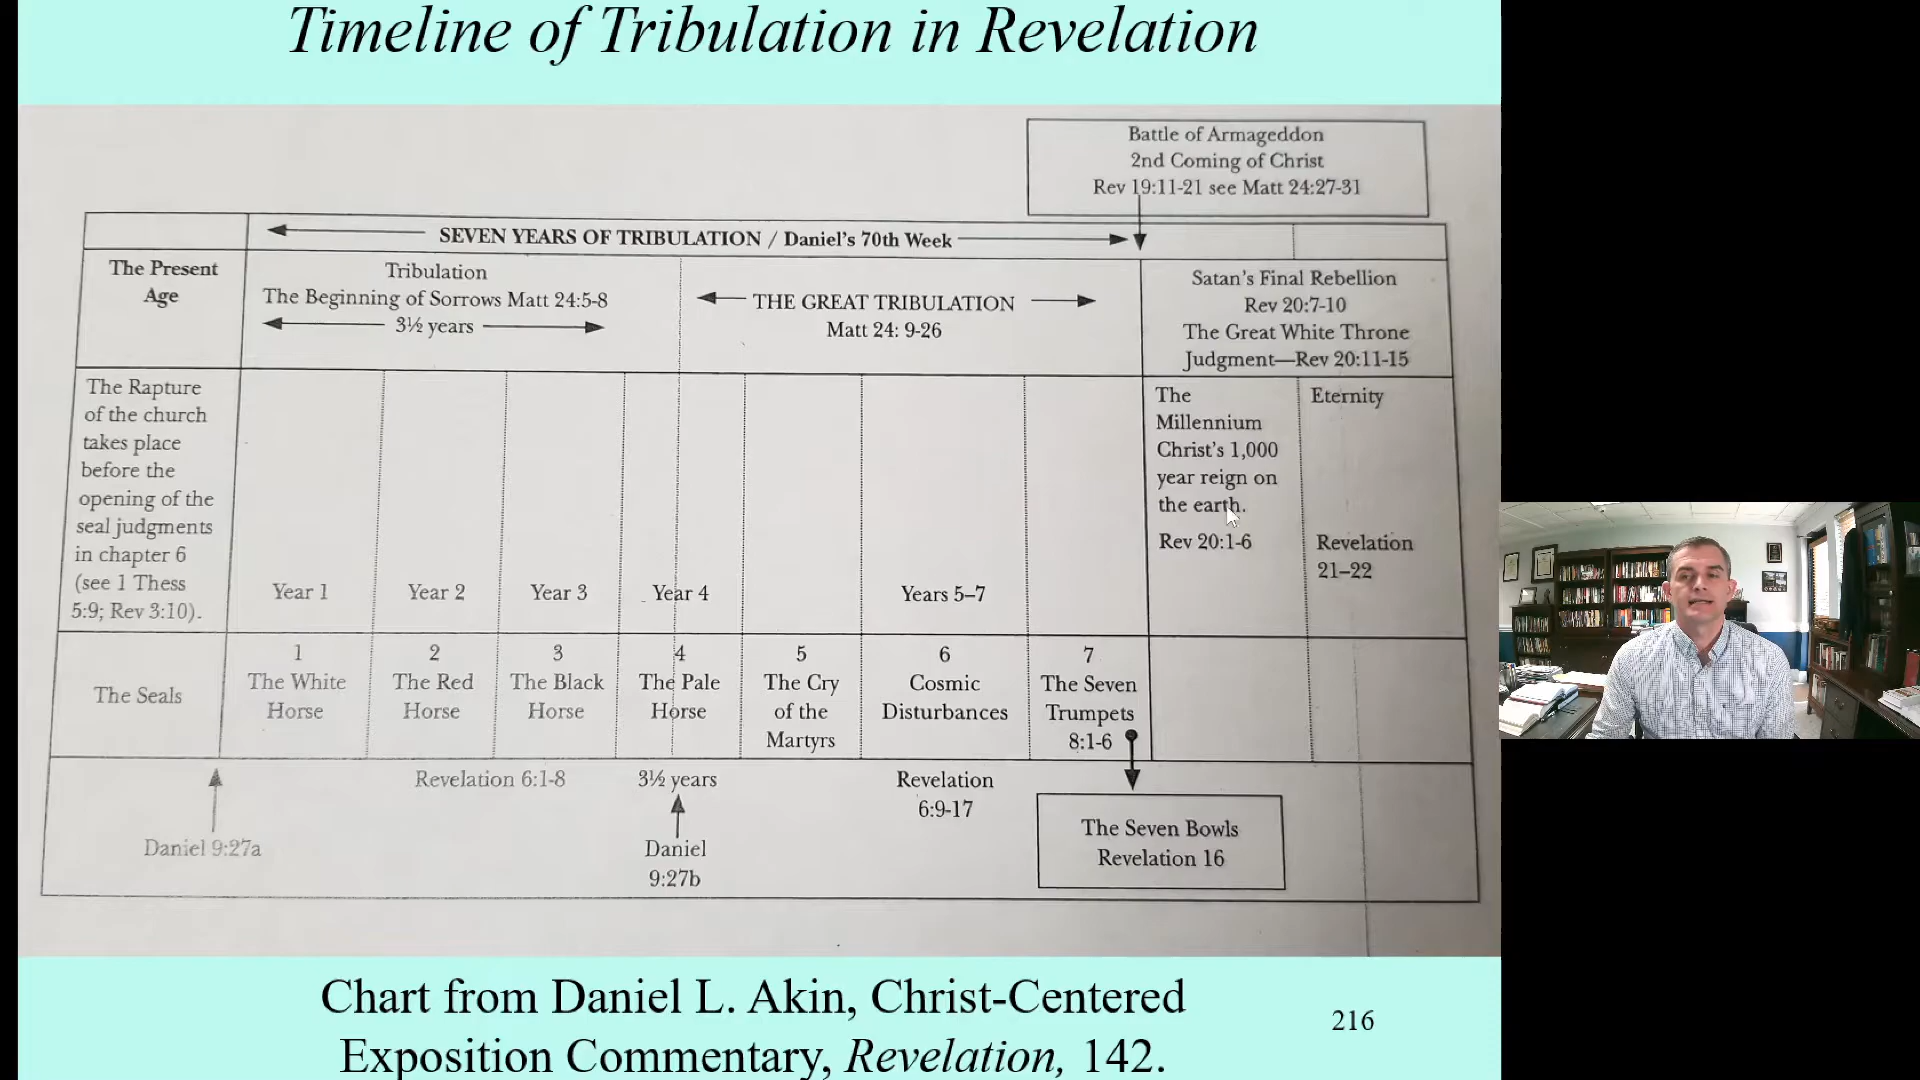 Timeline of Tribulation in Revelation
Battle of Armageddon
2nd Coming of Christ
Rev 19:11-21 see Matt 24:27-31
SEVEN YEARS OF TRIBULATION / Daniel's 70th Week
The Present
Age
Tribulation
The Beginning of Sorrows Matt 24:5-8
3½ years
THE GREAT TRIBULATION
Matt 24: 9-26
Satan's Final Rebellion
Rev 20:7-10
The Great White Throne
Judgment—Rev 20:11-15
The Rapture
of the church
takes place
before the
opening of the
seal judgments
in chapter 6
(see 1 Thess
5:9; Rev 3:10).
Year 1
Year 2
Year 3
Year 4
Years 5–7
The
Millennium
Christ's 1,000
year reign on
the earth.
Rev 20:1-6
Eternity
Revelation
21–22
The Seals
1
The White
Horse
2
The Red
Horse
3
The Black
Horse
4
The Pale
Horse
5
The Cry
of the
Martyrs
6
Cosmic
Disturbances
7
The Seven
Trumpets
8:1-6
Daniel 9:27a
Revelation 6:1-8
3½ years
Daniel
9:27b
Revelation
6:9-17
The Seven Bowls
Revelation 16
Chart from Daniel L. Akin, Christ-Centered
Exposition Commentary, Revelation, 142.
216